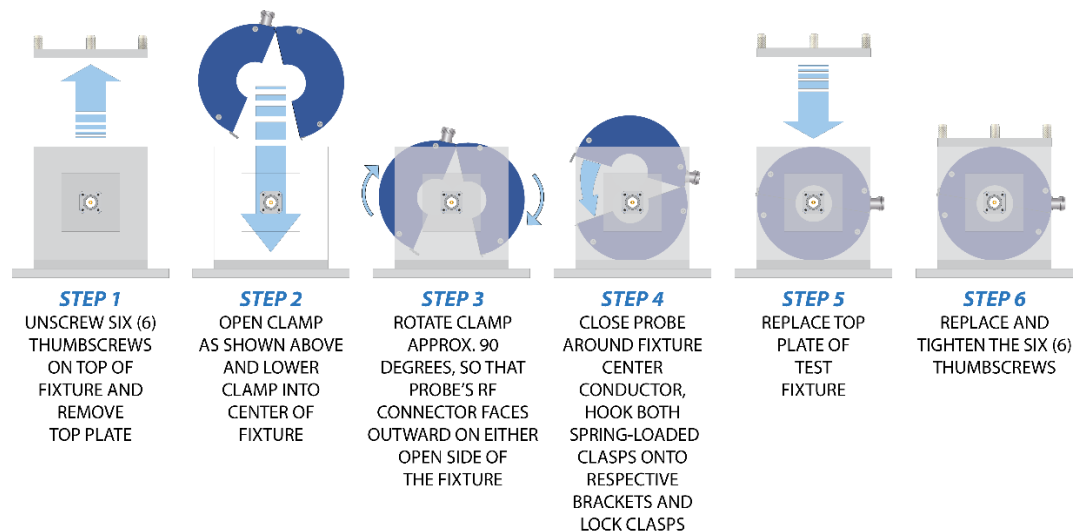 STEP 1
UNSCREW SIX (6)
THUMBSCREWS
ON TOP OF
FIXTURE AND
REMOVE
TOP PLATE
STEP 2
OPEN CLAMP
AS SHOWN ABOVE
AND LOWER
CLAMP INTO
CENTER OF
FIXTURE
STEP 3
ROTATE CLAMP
APPROX. 90
DEGREES, SO THAT
PROBE'S RF
CONNECTOR FACES
OUTWARD ON EITHER
OPEN SIDE OF
THE FIXTURE
STEP 4
CLOSE PROBE
AROUND FIXTURE
CENTER
CONDUCTOR,
HOOK BOTH
SPRING-LOADED
CLASPS ONTO
RESPECTIVE
BRACKETS AND
LOCK CLASPS
STEP 5
REPLACE TOP
PLATE OF
TEST
FIXTURE
STEP 6
REPLACE AND
TIGHTEN THE SIX (6)
THUMBSCREWS